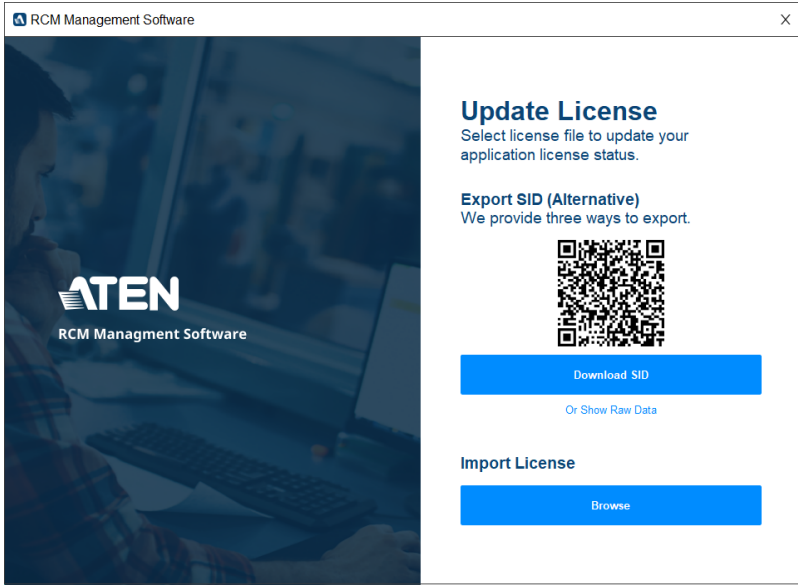 RCM Management Software
ATEN
RCM Managment Software
Update License
Select license file to update your
application license status.
Export SID (Alternative)
We provide three ways to export.
Download SID
Or Show Raw Data
Import License
Browse